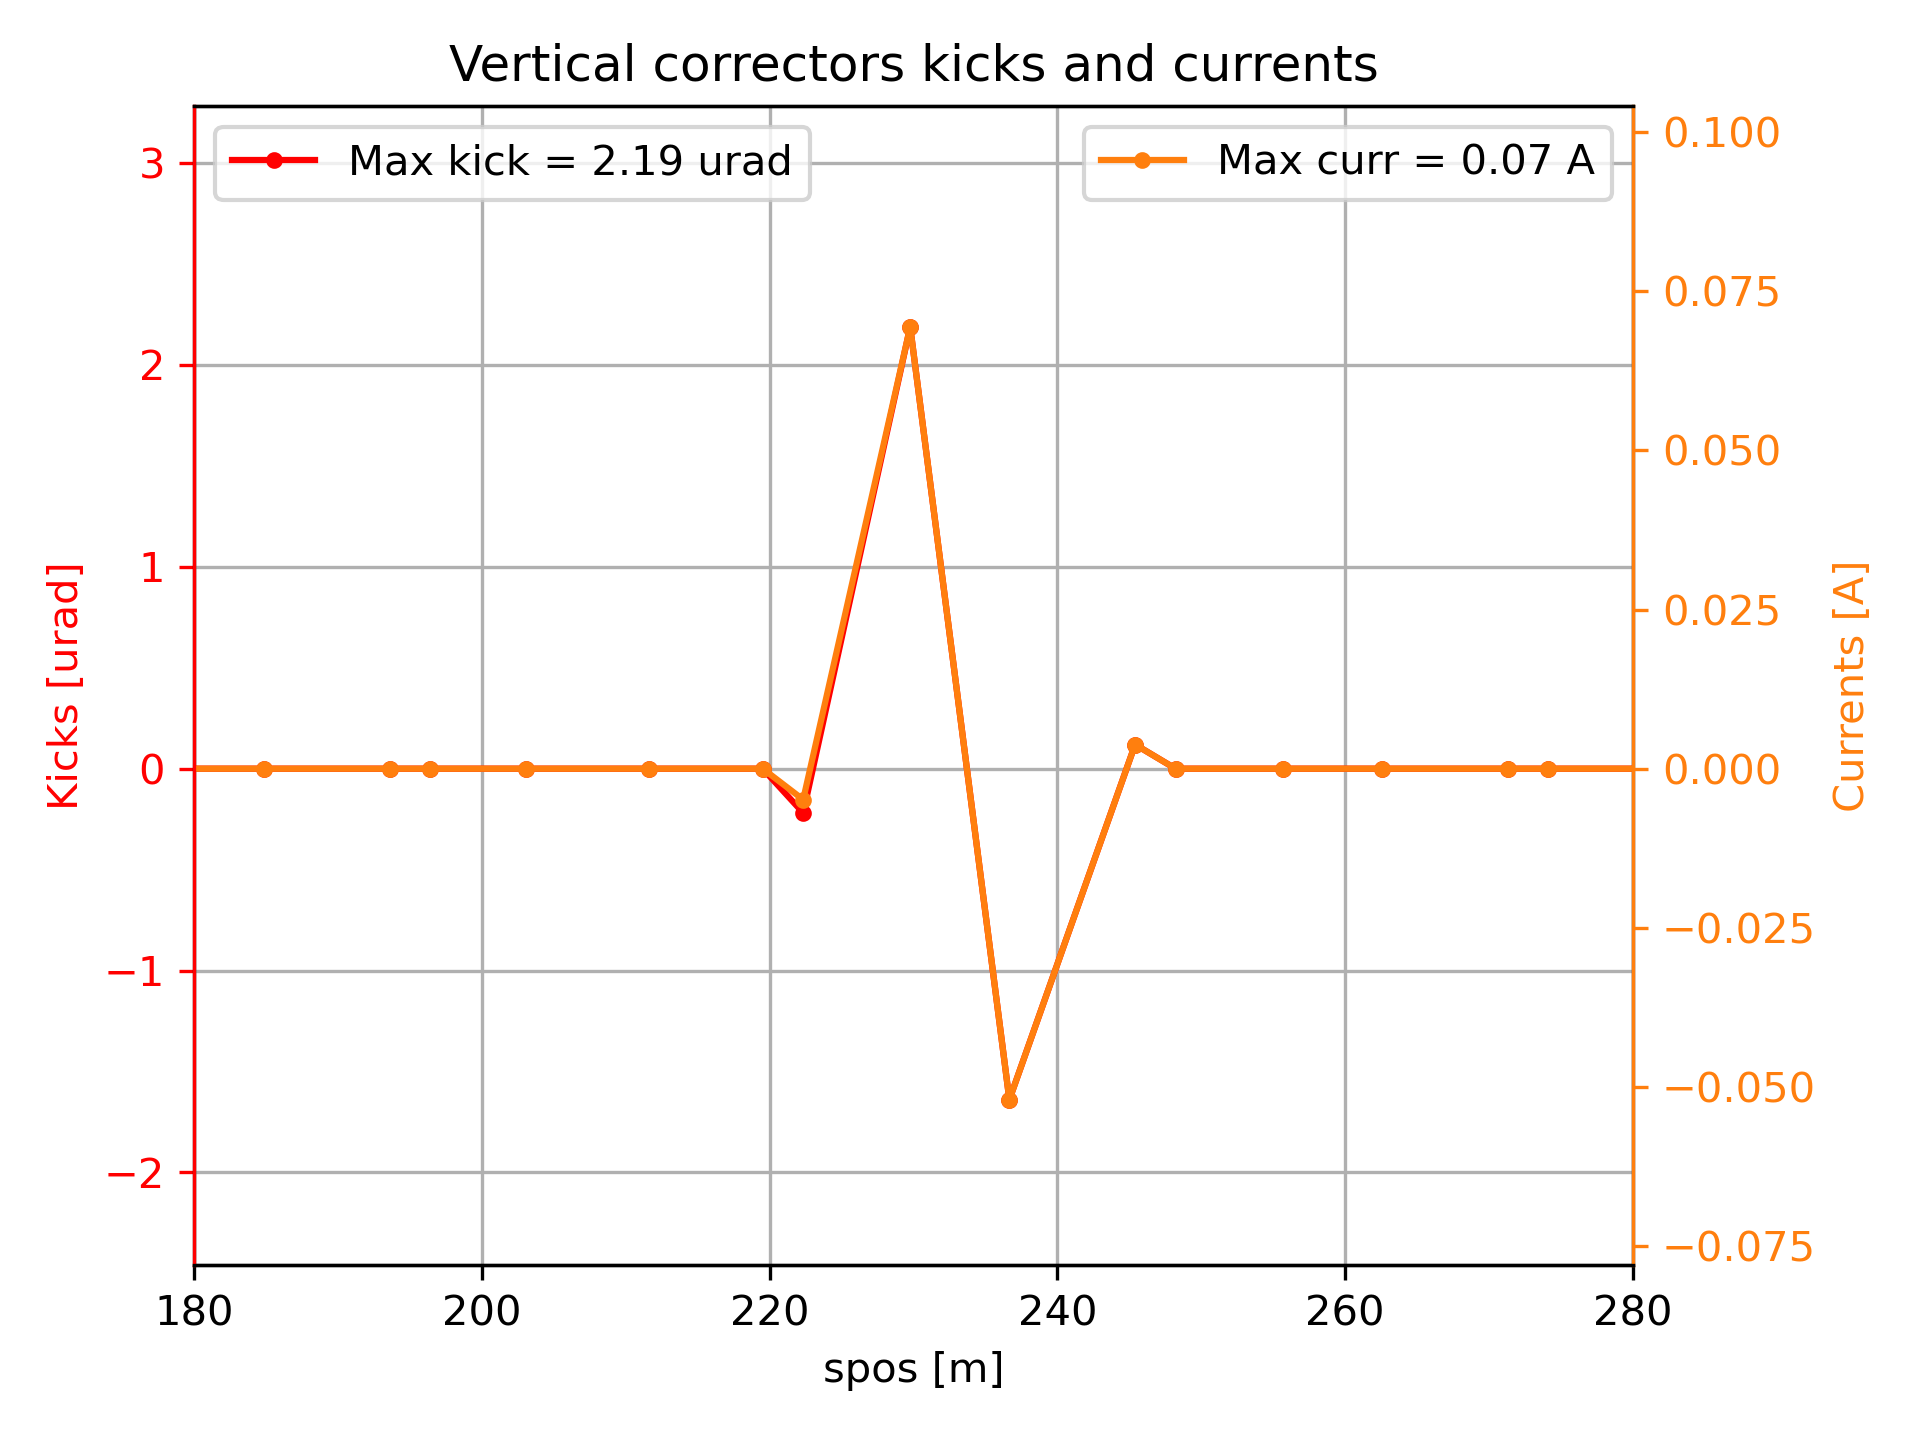 Vertical correctors kicks and currents
Max kick = 2.19 urad
Max curr = 0.07 A
3
2
1
0
−1
−2
Kicks [urad]
0.100
0.075
0.050
0.025
0.000
−0.025
−0.050
−0.075
Currents [A]
180 200 220 240 260 280
spos [m]